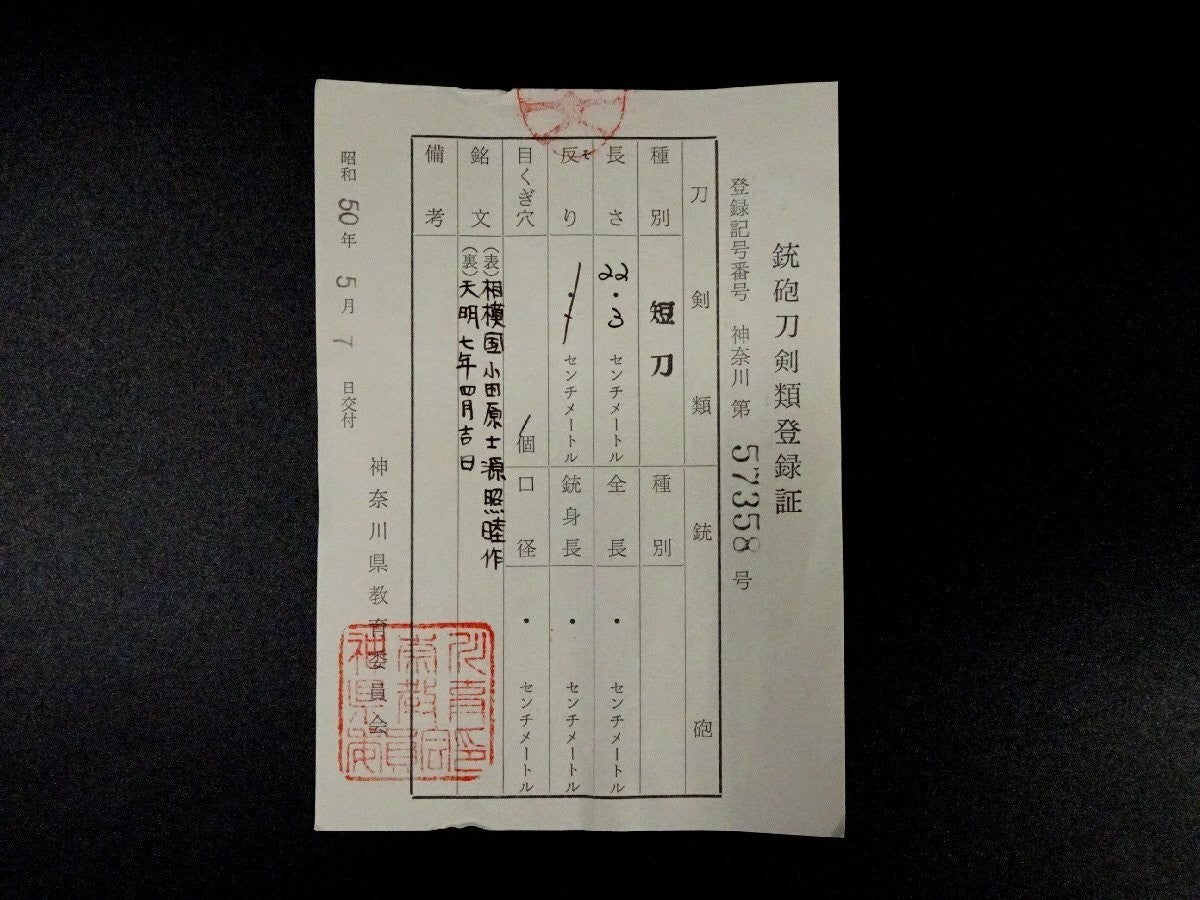 銃砲刀剣類登録証
登録記号番号 神奈川 第 57358 号
刀剣類
種別 短刀
長さ 22.3 センチメートル
反り センチメートル
目くぎ穴 1個
銘文 (表)相模国小田原士源照睦作
(裏)天明七年四月吉日
備考
銃砲
種別
全長 ・ センチメートル
銃身長 ・ センチメートル
口径 ・ センチメートル
昭和 50年 5月 7日交付
神奈川県教育委員会